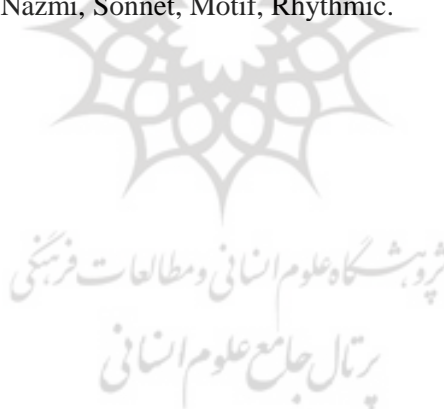 Nazmi, Sonnet, Motif, Rhythmic.
پژوهشگاه علوم انسانی و مطالعات فرهنگی
پرتال جامع علوم انسانی